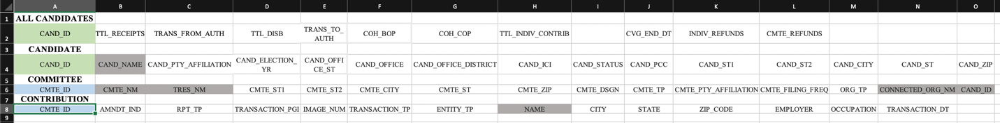 A B C D E F G H I J K L M N O
1 ALL CANDIDATES
2 CAND_ID TTL_RECEIPTS TRANS_FROM_AUTH TTL_DISB TRANS_TO_AUTH COH_BOP COH_COP TTL_INDIV_CONTRIB CVG_END_DT INDIV_REFUNDS CMTE_REFUNDS
3 CANDIDATE
4 CAND_ID CAND_NAME CAND_PTY_AFFILIATION CAND_ELECTION_YR CAND_OFFICE_ST CAND_OFFICE CAND_OFFICE_DISTRICT CAND_ICI CAND_STATUS CAND_PCC CAND_ST1 CAND_ST2 CAND_CITY CAND_ST CAND_ZIP
5 COMMITTEE
6 CMTE_ID CMTE_NM TRES_NM CMTE_ST1 CMTE_ST2 CMTE_CITY CMTE_ST CMTE_ZIP CMTE_DSGN CMTE_TP CMTE_PTY_AFFILIATION CMTE_FILING_FREQ ORG_TP CONNECTED_ORG_NM CAND_ID
7 CONTRIBUTION
8 CMTE_ID AMNDT_IND RPT_TP TRANSACTION_PGI IMAGE_NUM TRANSACTION_TP ENTITY_TP NAME CITY STATE ZIP_CODE EMPLOYER OCCUPATION TRANSACTION_DT
9